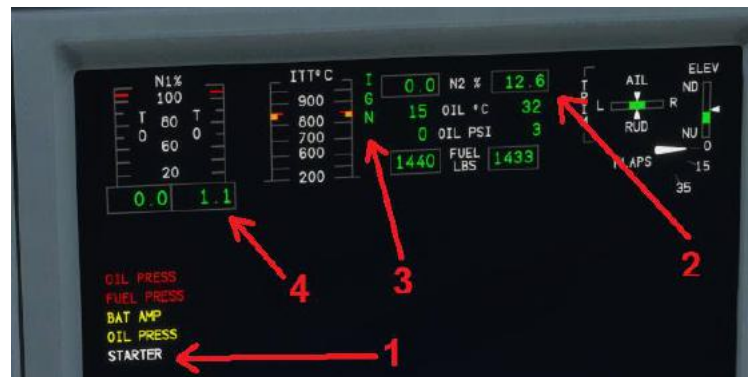 N1%
100
T 80 T
O O
60
20
0.0 1.1
ITT°C
900
800
700
600
200
IGN
0.0 N2 % 12.6
15 OIL °C 32
0 OIL PSI 3
1440 FUEL LBS 1433
TRIM
AIL
L R
RUD
ELEV
ND
NU
FLAPS
0
15
35
OIL PRESS
FUEL PRESS
BAT AMP
OIL PRESS
STARTER
1
2
3
4